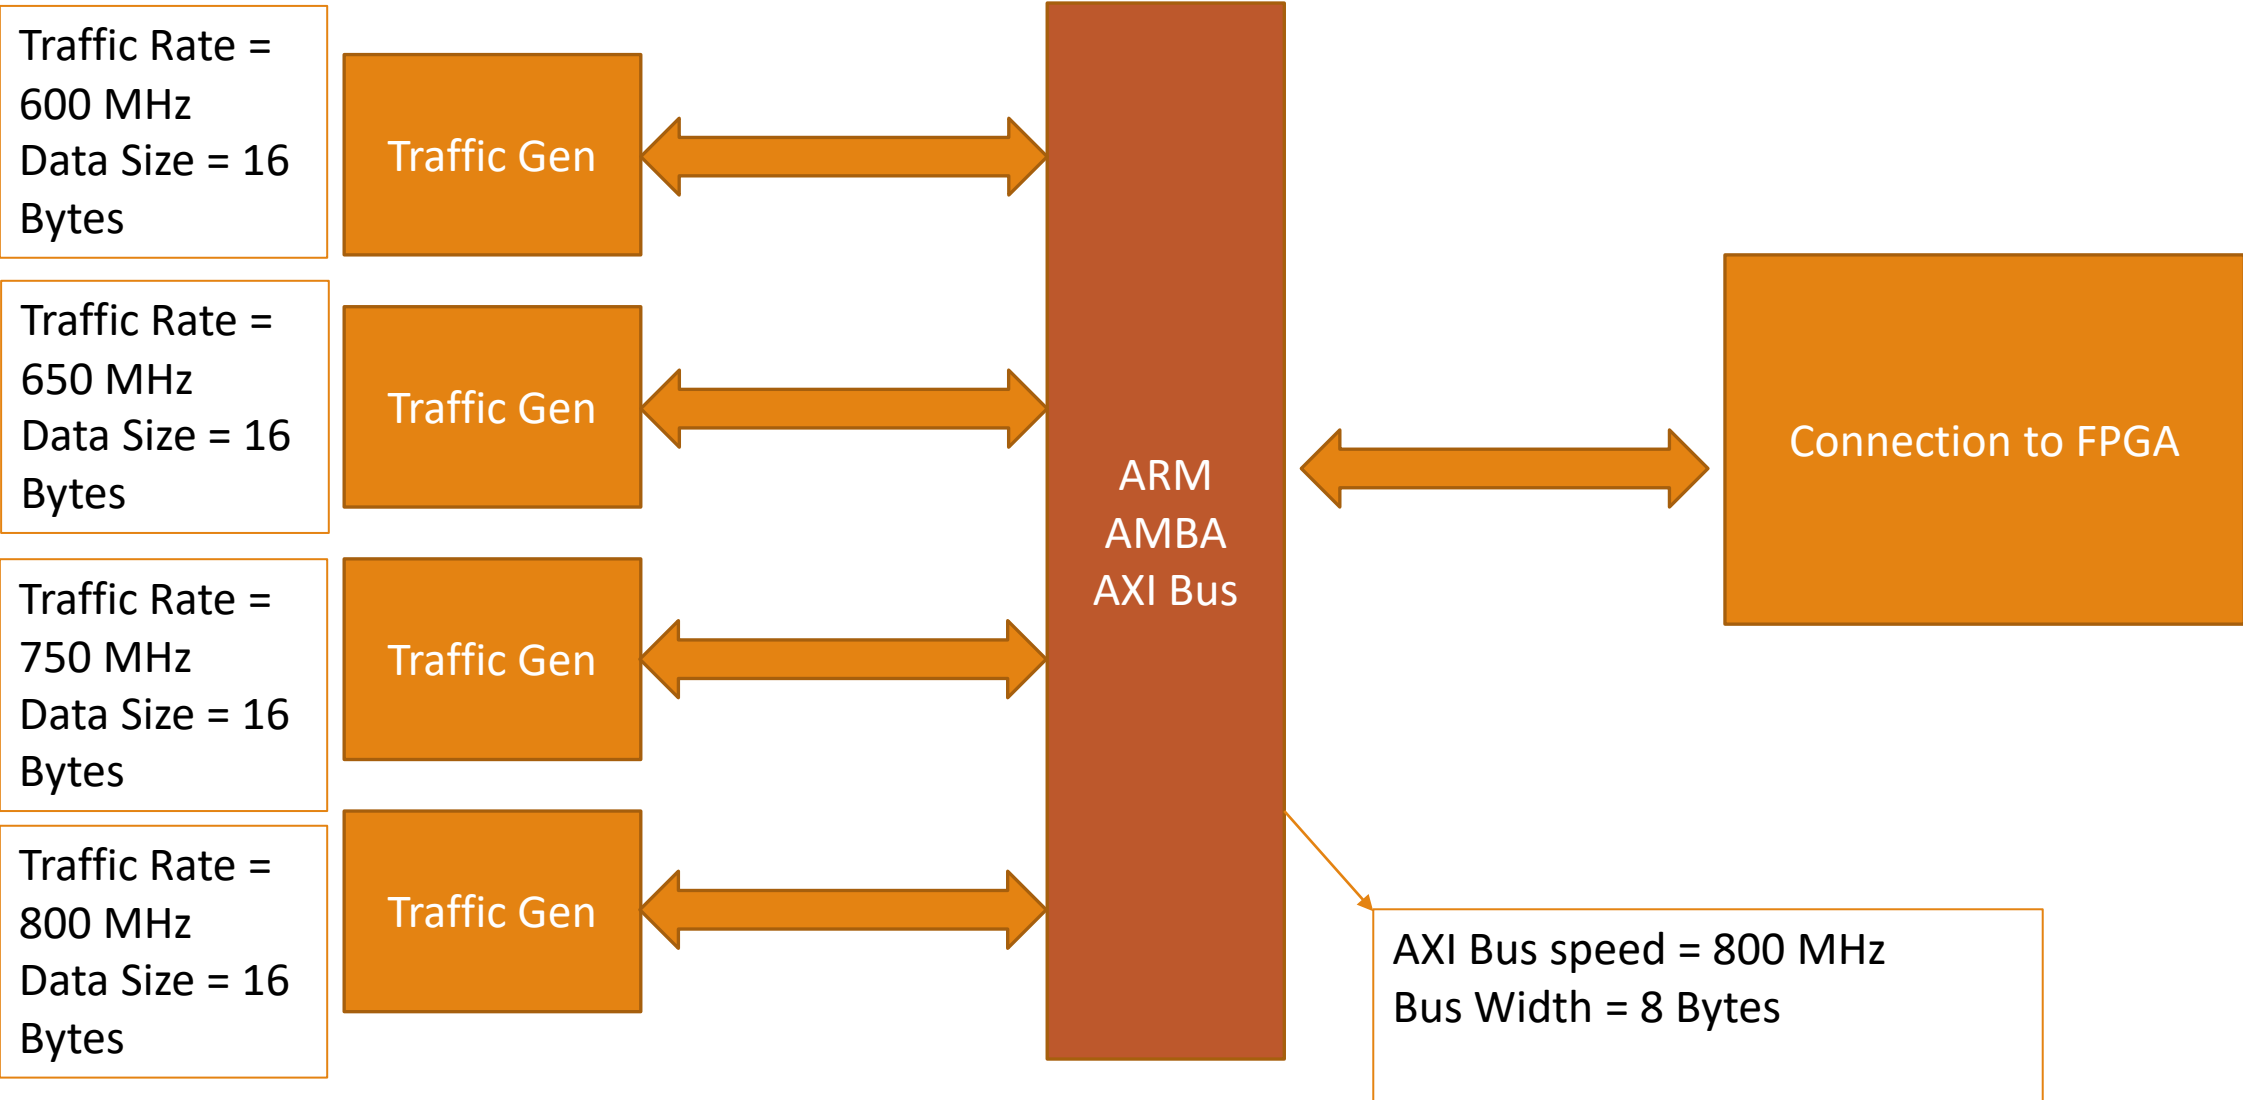 Traffic Rate =
600 MHz
Data Size = 16
Bytes
Traffic Gen
Traffic Rate =
650 MHz
Data Size = 16
Bytes
Traffic Gen
Traffic Rate =
750 MHz
Data Size = 16
Bytes
Traffic Gen
Traffic Rate =
800 MHz
Data Size = 16
Bytes
Traffic Gen
ARM
AMBA
AXI Bus
Connection to FPGA
AXI Bus speed = 800 MHz
Bus Width = 8 Bytes